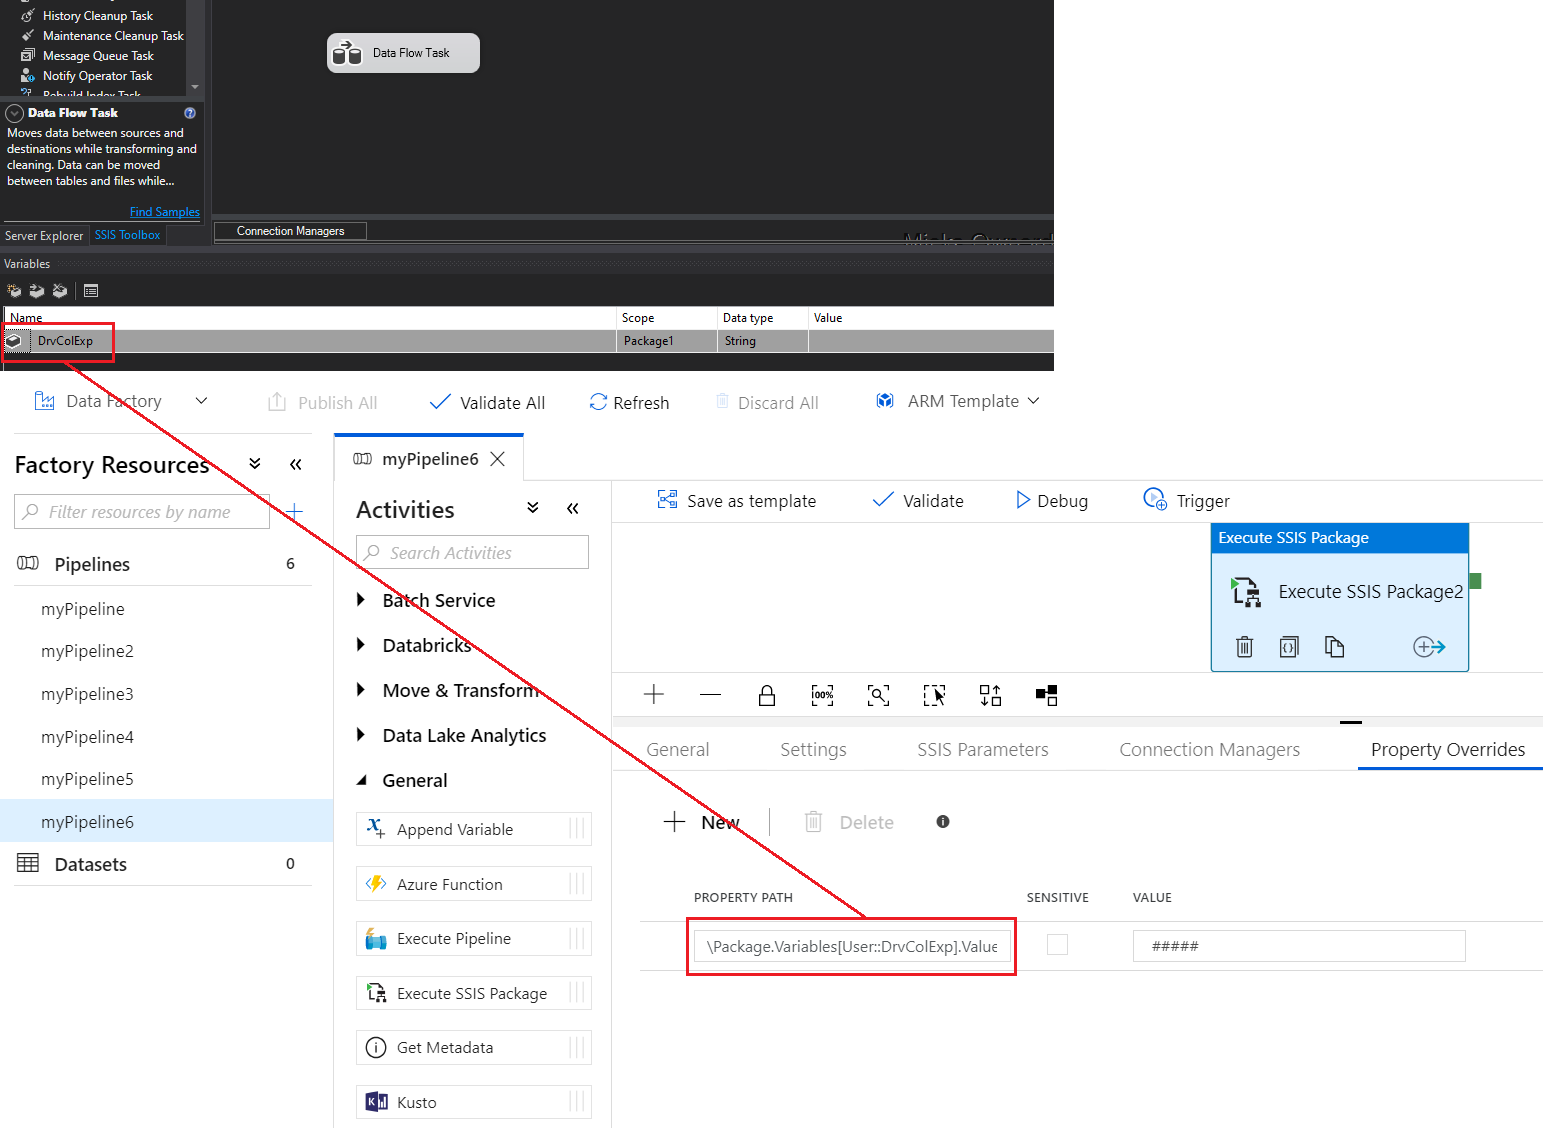 History Cleanup Task
Maintenance Cleanup Task
Message Queue Task
Notify Operator Task
Rebuild Index Task
Data Flow Task
Data Flow Task
Moves data between sources and
destinations while transforming and
cleaning. Data can be moved
between tables and files while...
Find Samples
Server Explorer
SSIS Toolbox
Connection Managers
Variables
Name
Scope
Data type
Value
DrvColExp
Package1
String
Data Factory
Publish All
Validate All
Refresh
Discard All
ARM Template
Factory Resources
Filter resources by name
Pipelines
6
myPipeline
myPipeline2
myPipeline3
myPipeline4
myPipeline5
myPipeline6
Datasets
0
myPipeline6
Activities
Search Activities
Batch Service
Databricks
Move & Transform
Data Lake Analytics
General
Append Variable
Azure Function
Execute Pipeline
Execute SSIS Package
Get Metadata
Kusto
Save as template
Validate
Debug
Trigger
Execute SSIS Package
Execute SSIS Package2
100%
General
Settings
SSIS Parameters
Connection Managers
Property Overrides
New
Delete
PROPERTY PATH
SENSITIVE
VALUE
\Package.Variables[User::DrvColExp].Value
#####